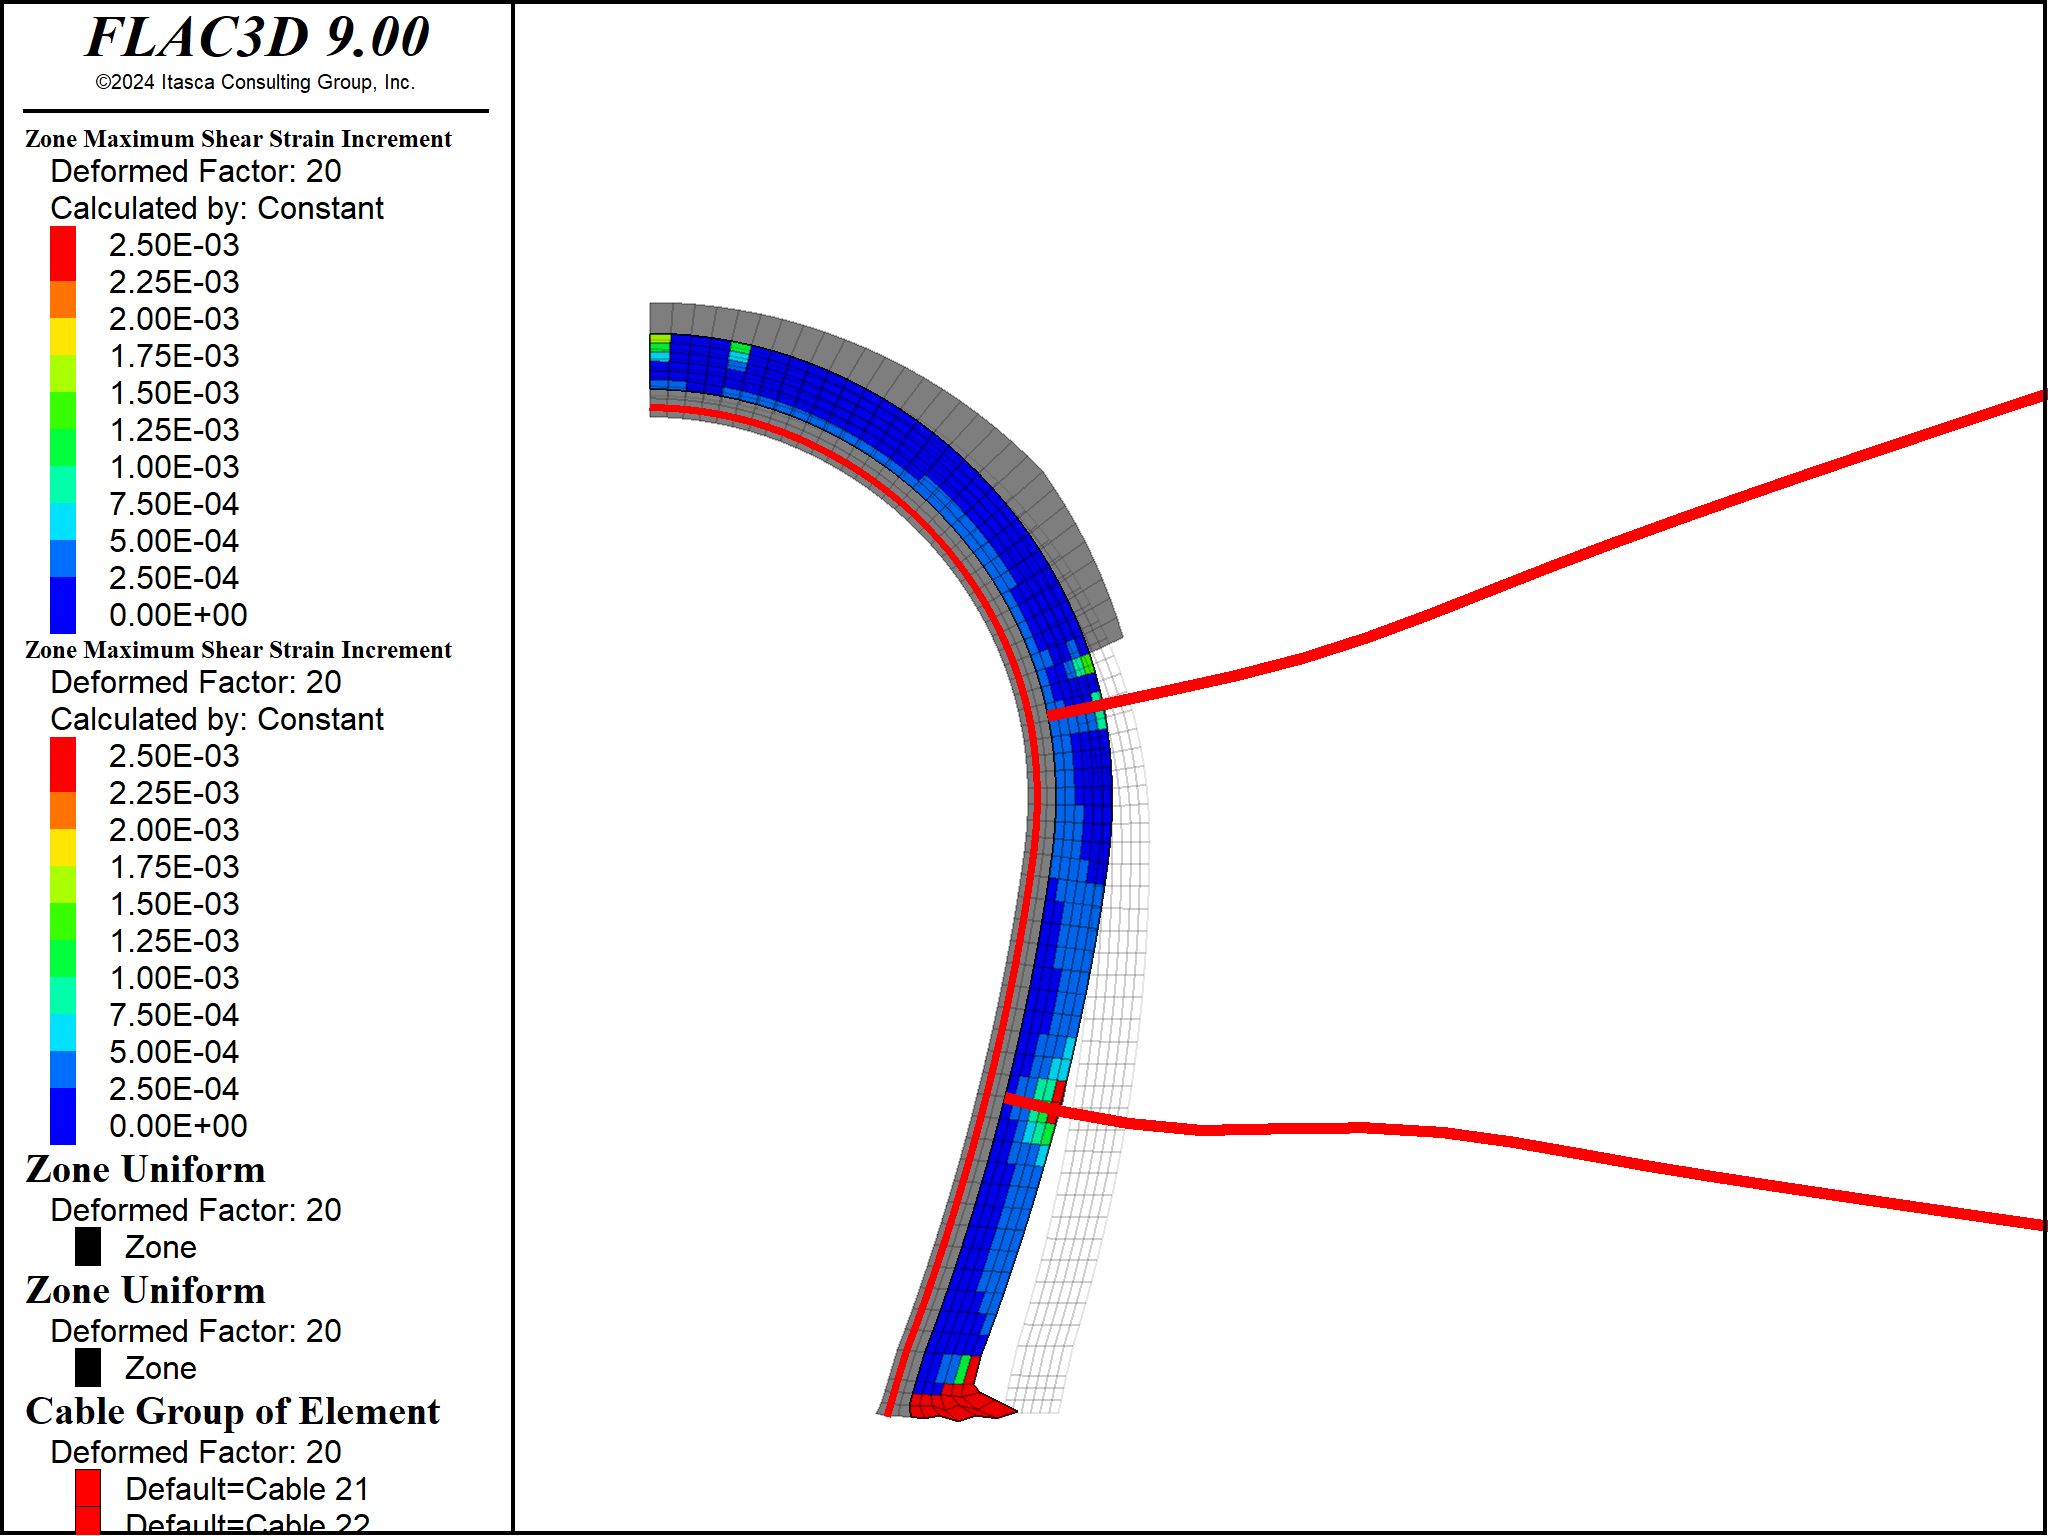 FLAC3D 9.00
©2024 Itasca Consulting Group, Inc.
Zone Maximum Shear Strain Increment
Deformed Factor: 20
Calculated by: Constant
2.50E-03
2.25E-03
2.00E-03
1.75E-03
1.50E-03
1.25E-03
1.00E-03
7.50E-04
5.00E-04
2.50E-04
0.00E+00
Zone Maximum Shear Strain Increment
Deformed Factor: 20
Calculated by: Constant
2.50E-03
2.25E-03
2.00E-03
1.75E-03
1.50E-03
1.25E-03
1.00E-03
7.50E-04
5.00E-04
2.50E-04
0.00E+00
Zone Uniform
Deformed Factor: 20
Zone
Zone Uniform
Deformed Factor: 20
Zone
Cable Group of Element
Deformed Factor: 20
Default=Cable 21
Default=Cable 22